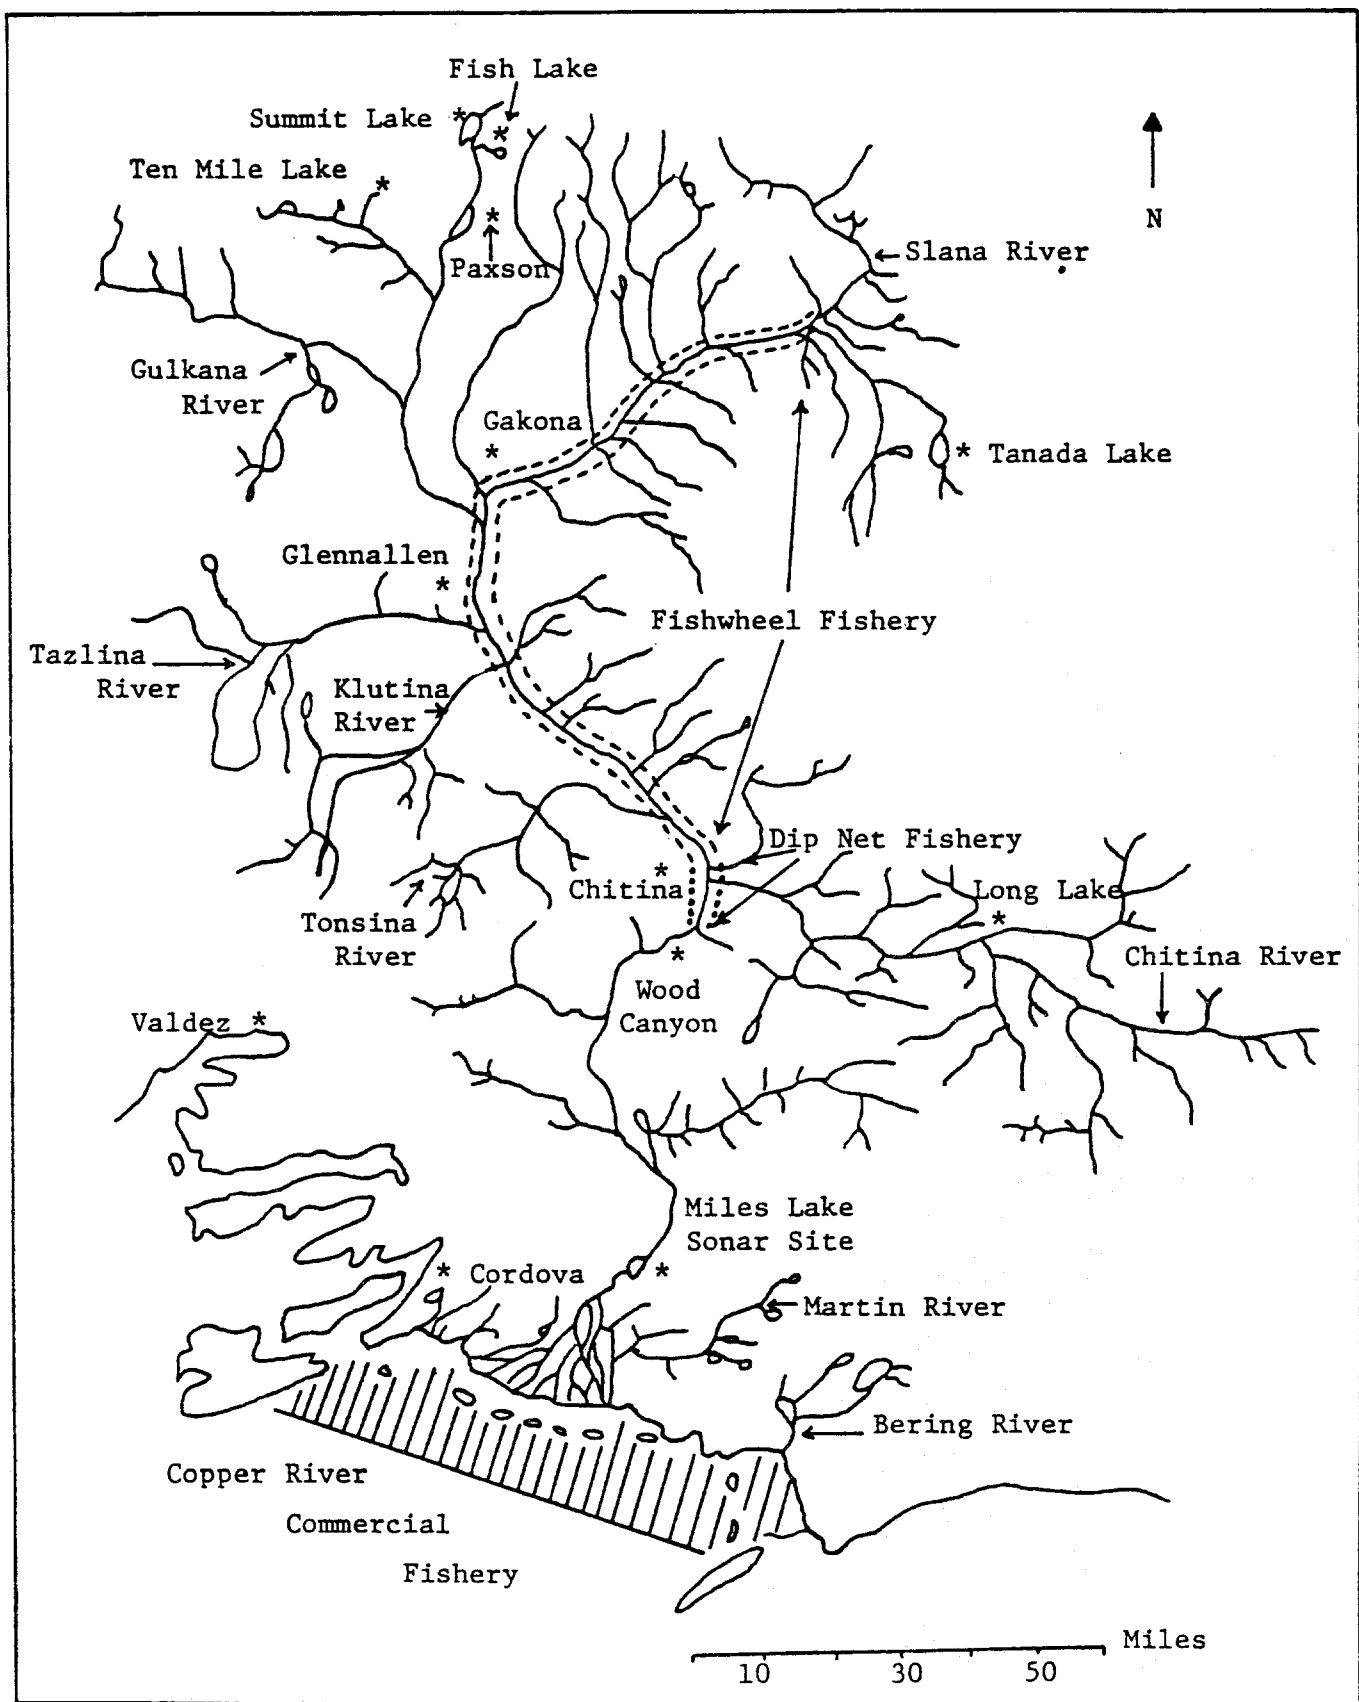 Fish Lake
Summit Lake *
*
Ten Mile Lake
*
N
*
Paxson
Slana River
Gulkana
River
Gakona
*
* Tanada Lake
Glennallen
*
Fishwheel Fishery
Tazlina
River
Klutina
River
Dip Net Fishery
*
Chitina
Long Lake
*
Tonsina
River
*
Wood
Canyon
Chitina River
Valdez *
Miles Lake
Sonar Site
*
* Cordova
Martin River
Bering River
Copper River
Commercial
Fishery
Miles
10 30 50